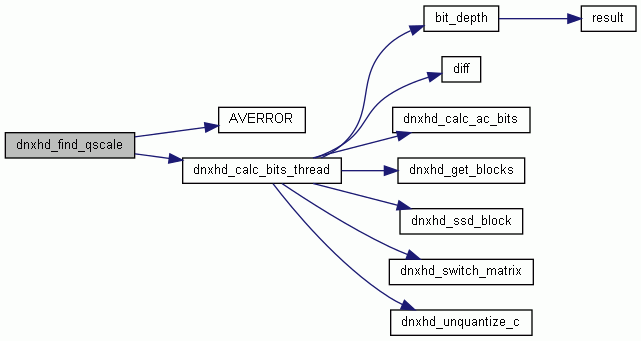 bit_depth
result
diff
AVERROR
dnxhd_calc_ac_bits
dnxhd_find_qscale
dnxhd_calc_bits_thread
dnxhd_get_blocks
dnxhd_ssd_block
dnxhd_switch_matrix
dnxhd_unquantize_c